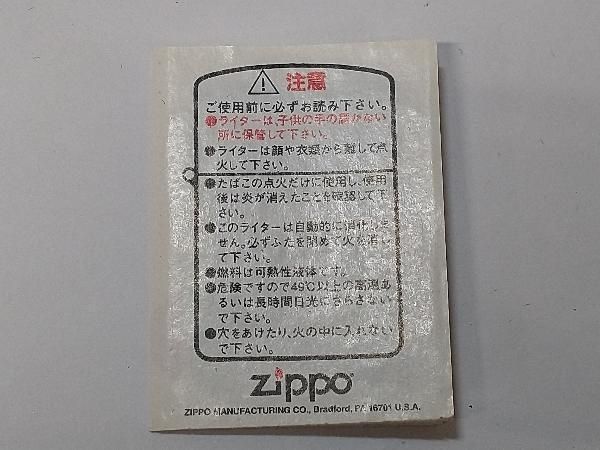 注意
ご使用前に必ずお読み下さい。
●ライターは、子供の手の届かない
所に保管して下さい。
●ライターは顔や衣類から離して点
火して下さい。
●たばこの点火だけに使用し、使用
後は炎が消えたことを確認して下
さい。
●このライターは自動的に消化しま
せん。必ずふたを閉めて火を消し
て下さい。
●燃料は可熱性液体です。
●危険ですので49℃以上の高温あ
るいは長時間日光にさらさない
で下さい。
●穴をあけたり、火の中に入れない
で下さい。
zippo
ZIPPO MANUFACTURING CO., Bradford, PA 16701 U.S.A.